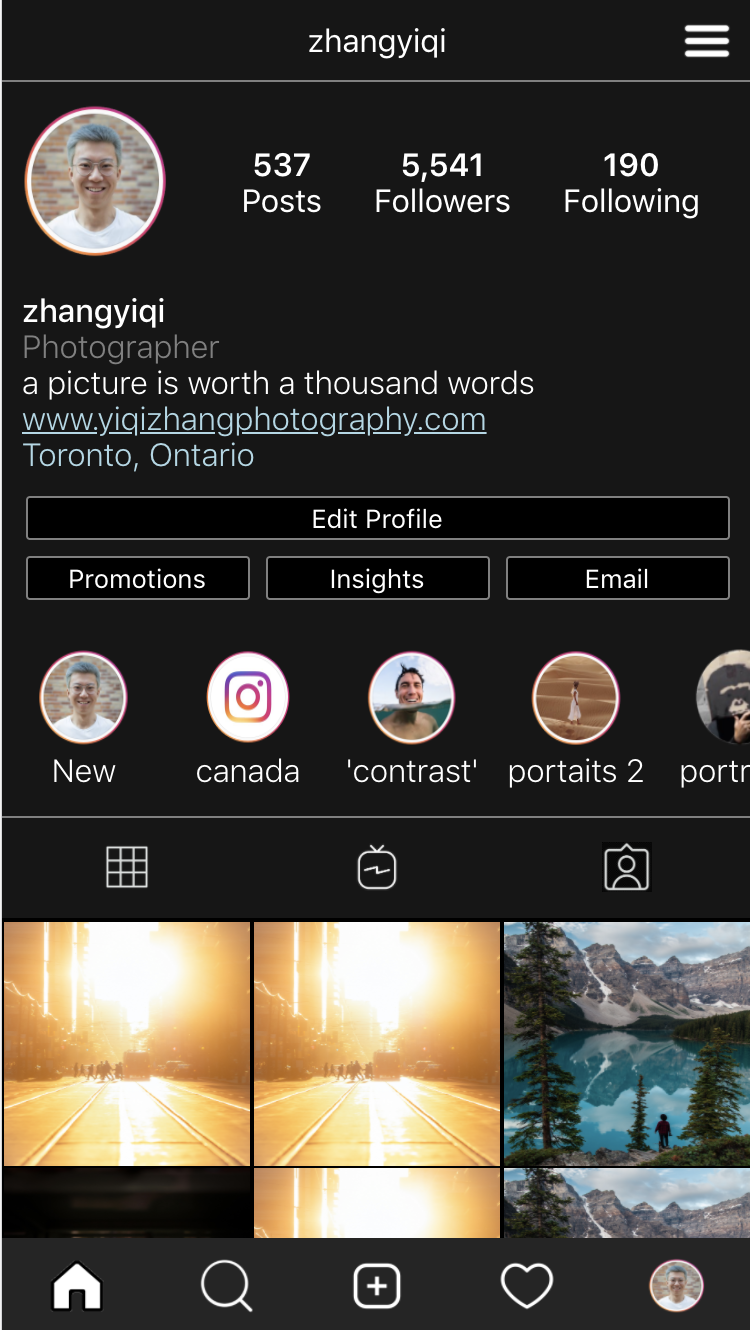 zhangyiqi
537 5,541 190
Posts Followers Following
zhangyiqi
Photographer
a picture is worth a thousand words
www.yiqizhangphotography.com
Toronto, Ontario
Edit Profile
Promotions Insights Email
New canada 'contrast' portaits 2 portr